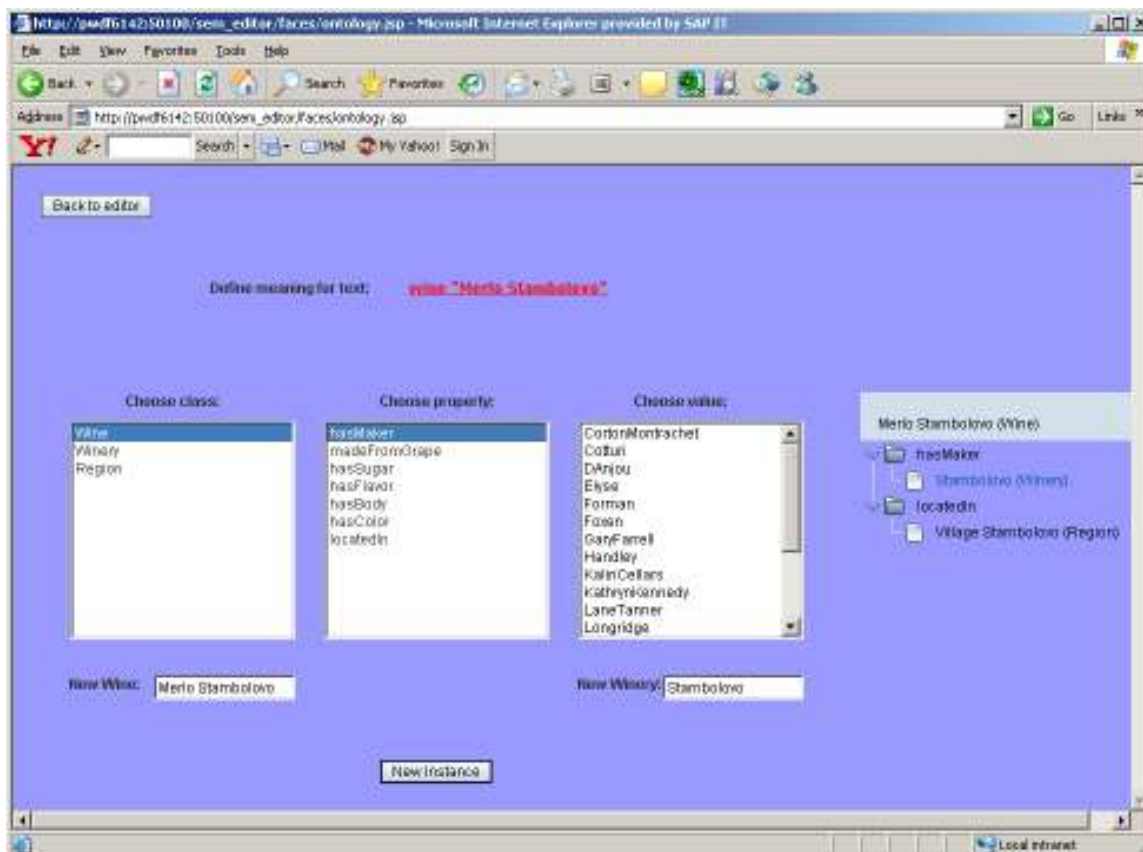 http://pwdf6142:50100/sem_editor/faces/ontology.jsp - Microsoft Internet Explorer provided by SAP IT
File Edit View Favorites Tools Help
Back Search Favorites
Address http://pwdf6142:50100/sem_editor/faces/ontology.jsp Go Links
Y! Search Mail My Yahoo! Sign In
Back to editor
Define meaning for text: wine "Merlo Stambolovo"
Choose class: Choose property: Choose value:
Wine
Winery
Region
hasMaker
madeFromGrape
hasSugar
hasFlavor
hasBody
hasColor
locatedIn
CortonMontrachet
Cotturi
DAnjou
Elyse
Forman
Foxen
GaryFarrell
Handley
KalinCellars
KathrynKennedy
LaneTanner
Longridge
Merlo Stambolovo (Wine)
hasMaker
Stambolovo (Winery)
locatedIn
Village Stambolovo (Region)
New Wine: Merlo Stambolovo
New Winery: Stambolovo
New Instance
Local intranet